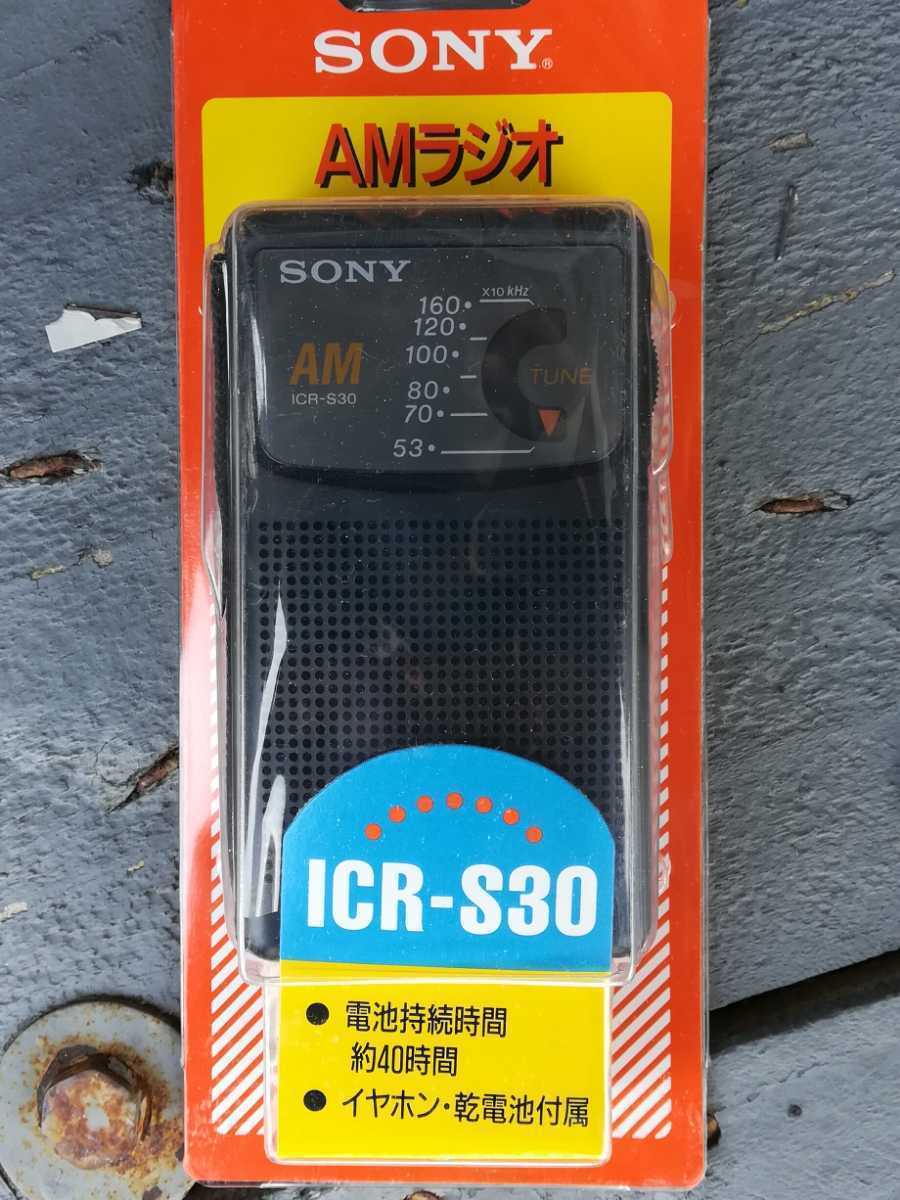 SONY®
AMラジオ
SONY
X10 kHz
160
120
100
80
70
53
AM
ICR-S30
TUNE
ICR-S30
● 電池持続時間
約40時間
● イヤホン・乾電池付属